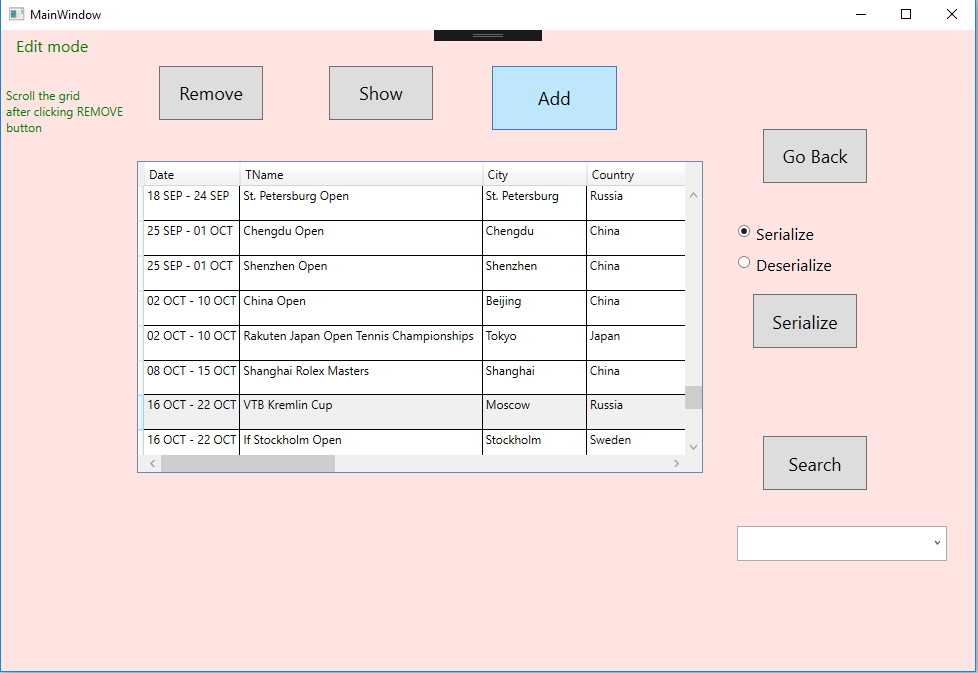 MainWindow
Edit mode
Scroll the grid
after clicking REMOVE
button
Remove
Show
Add
Go Back
Date TName City Country
18 SEP - 24 SEP St. Petersburg Open St. Petersburg Russia
25 SEP - 01 OCT Chengdu Open Chengdu China
25 SEP - 01 OCT Shenzhen Open Shenzhen China
02 OCT - 10 OCT China Open Beijing China
02 OCT - 10 OCT Rakuten Japan Open Tennis Championships Tokyo Japan
08 OCT - 15 OCT Shanghai Rolex Masters Shanghai China
16 OCT - 22 OCT VTB Kremlin Cup Moscow Russia
16 OCT - 22 OCT If Stockholm Open Stockholm Sweden
Serialize
Deserialize
Serialize
Search